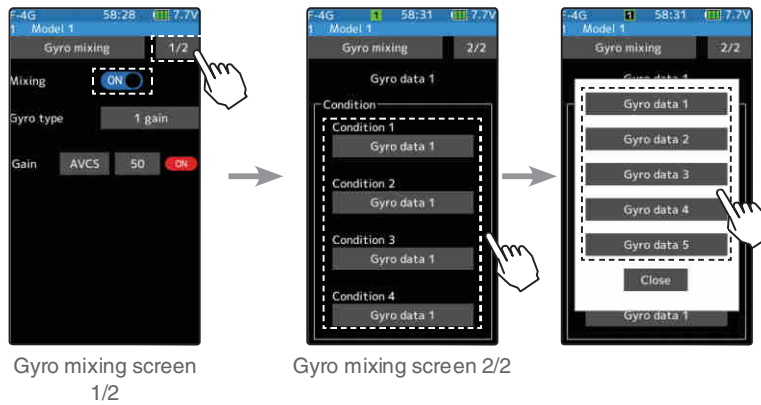 F-4G 58:28 7.7V
1 Model 1
Gyro mixing 1/2
Mixing ON
Gyro type 1 gain
Gain AVCS 50 ON
Gyro mixing screen
1/2
F-4G 1 58:31 7.7V
1 Model 1
Gyro mixing 2/2
Gyro data 1
Condition
Condition 1
Gyro data 1
Condition 2
Gyro data 1
Condition 3
Gyro data 1
Condition 4
Gyro data 1
Gyro mixing screen 2/2
-4G 1 58:31 7.7V
1 Model 1
Gyro mixing 2/2
Gyro data 1
Gyro data 1
Gyro data 2
Gyro data 3
Gyro data 4
Gyro data 5
Close
Gyro data 1